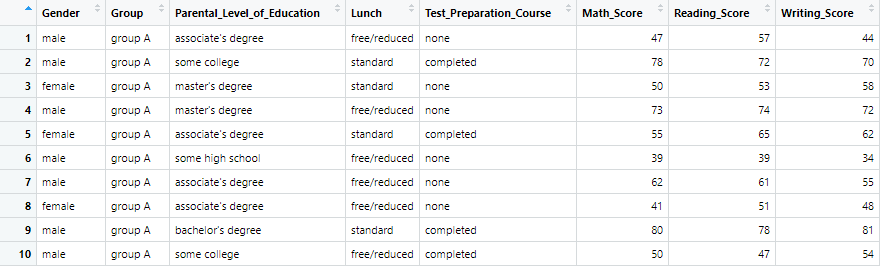 Gender Group Parental_Level_of_Education Lunch Test_Preparation_Course Math_Score Reading_Score Writing_Score
1 male group A associate's degree free/reduced none 47 57 44
2 male group A some college standard completed 78 72 70
3 female group A master's degree standard none 50 53 58
4 male group A master's degree free/reduced none 73 74 72
5 female group A associate's degree standard completed 55 65 62
6 male group A some high school free/reduced none 39 39 34
7 male group A associate's degree free/reduced none 62 61 55
8 female group A associate's degree free/reduced none 41 51 48
9 male group A bachelor's degree standard completed 80 78 81
10 male group A some college free/reduced completed 50 47 54